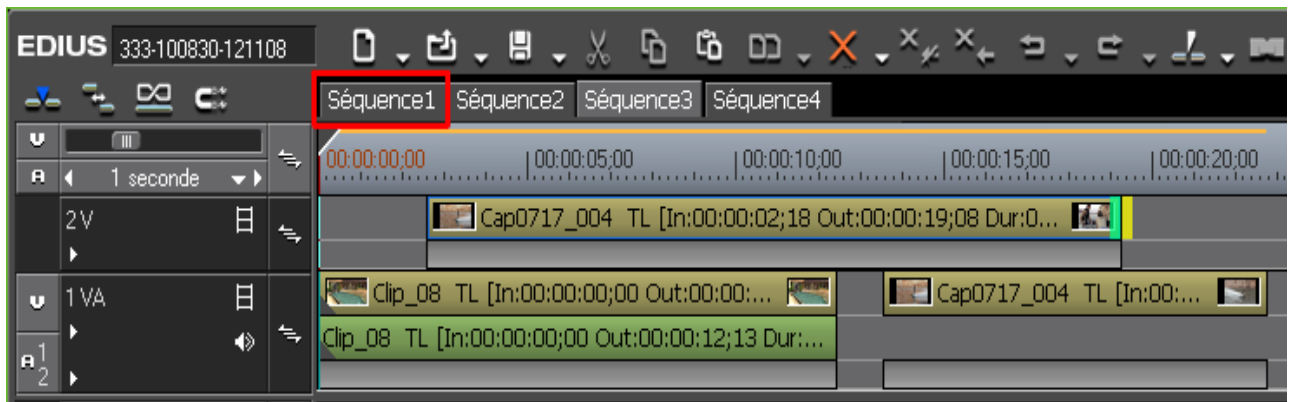 EDIUS 333-100830-121108
Séquence1 Séquence2 Séquence3 Séquence4
00:00:00;00 00:00:05;00 00:00:10;00 00:00:15;00 00:00:20;00
1 seconde
2 V Cap0717_004 TL [In:00:00:02;18 Out:00:00:19;08 Dur:0...
1 VA Clip_08 TL [In:00:00:00;00 Out:00:00:... Cap0717_004 TL [In:00:...
Clip_08 TL [In:00:00:00;00 Out:00:00:12;13 Dur:...
A 1
2